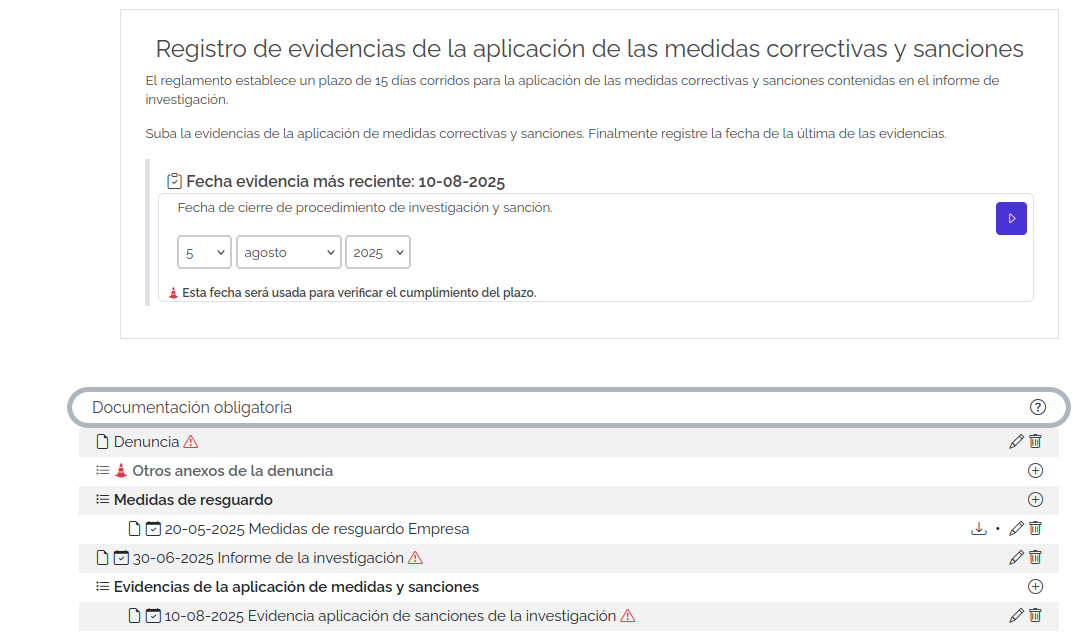 Registro de evidencias de la aplicación de las medidas correctivas y sanciones
El reglamento establece un plazo de 15 días corridos para la aplicación de las medidas correctivas y sanciones contenidas en el informe de
investigación.
Suba la evidencias de la aplicación de medidas correctivas y sanciones. Finalmente registre la fecha de la última de las evidencias.
Fecha evidencia más reciente: 10-08-2025
Fecha de cierre de procedimiento de investigación y sanción.
5 agosto 2025
Esta fecha será usada para verificar el cumplimiento del plazo.
Documentación obligatoria
Denuncia
Otros anexos de la denuncia
Medidas de resguardo
20-05-2025 Medidas de resguardo Empresa
30-06-2025 Informe de la investigación
Evidencias de la aplicación de medidas y sanciones
10-08-2025 Evidencia aplicación de sanciones de la investigación